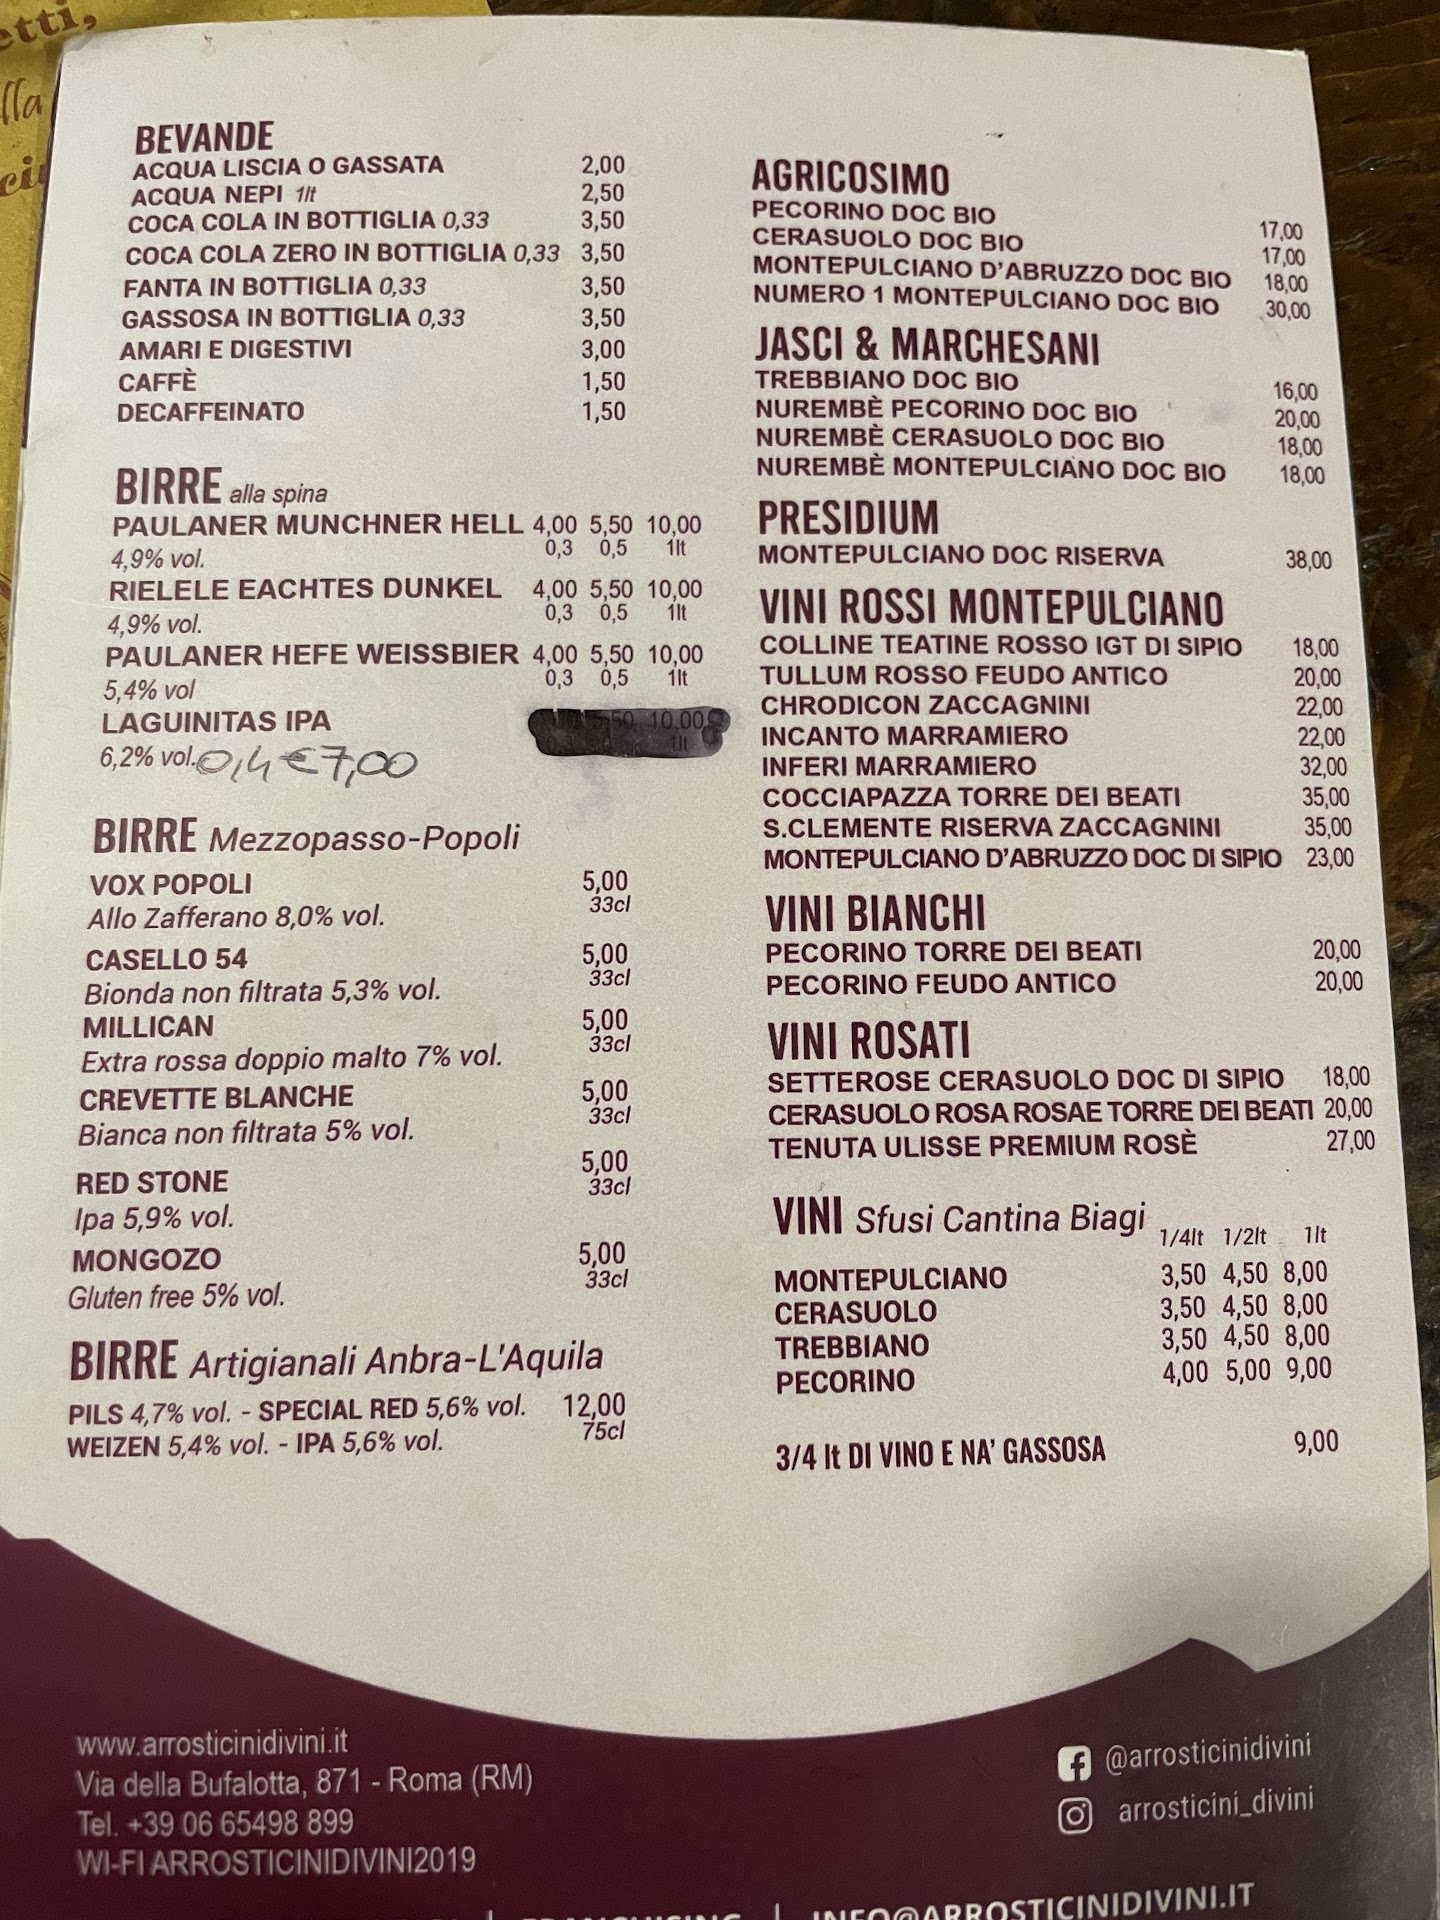 etti,
lla
BEVANDE
ACQUA LISCIA O GASSATA 2,00
ACQUA NEPI 1lt 2,50
COCA COLA IN BOTTIGLIA 0,33 3,50
COCA COLA ZERO IN BOTTIGLIA 0,33 3,50
FANTA IN BOTTIGLIA 0,33 3,50
GASSOSA IN BOTTIGLIA 0,33 3,50
AMARI E DIGESTIVI 3,00
CAFFÈ 1,50
DECAFFEINATO 1,50
BIRRE alla spina
PAULANER MUNCHNER HELL 4,00 5,50 10,00
4,9% vol. 0,3 0,5 1lt
RIELELE EACHTES DUNKEL 4,00 5,50 10,00
4,9% vol. 0,3 0,5 1lt
PAULANER HEFE WEISSBIER 4,00 5,50 10,00
5,4% vol 0,3 0,5 1lt
LAGUINITAS IPA 10,00
6,2% vol. 0,4 €7,00 1lt
BIRRE Mezzopasso-Popoli
VOX POPOLI 5,00
Allo Zafferano 8,0% vol. 33cl
CASELLO 54 5,00
Bionda non filtrata 5,3% vol. 33cl
MILLICAN 5,00
Extra rossa doppio malto 7% vol. 33cl
CREVETTE BLANCHE 5,00
Bianca non filtrata 5% vol. 33cl
RED STONE 5,00
Ipa 5,9% vol. 33cl
MONGOZO 5,00
Gluten free 5% vol. 33cl
BIRRE Artigianali Anbra-L'Aquila
PILS 4,7% vol. - SPECIAL RED 5,6% vol. 12,00
WEIZEN 5,4% vol. - IPA 5,6% vol. 75cl
AGRICOSIMO
PECORINO DOC BIO 17,00
CERASUOLO DOC BIO 17,00
MONTEPULCIANO D'ABRUZZO DOC BIO 18,00
NUMERO 1 MONTEPULCIANO DOC BIO 30,00
JASCI & MARCHESANI
TREBBIANO DOC BIO 16,00
NUREMBÈ PECORINO DOC BIO 20,00
NUREMBÈ CERASUOLO DOC BIO 18,00
NUREMBÈ MONTEPULCIANO DOC BIO 18,00
PRESIDIUM
MONTEPULCIANO DOC RISERVA 38,00
VINI ROSSI MONTEPULCIANO
COLLINE TEATINE ROSSO IGT DI SIPIO 18,00
TULLUM ROSSO FEUDO ANTICO 20,00
CHRODICON ZACCAGNINI 22,00
INCANTO MARRAMIERO 22,00
INFERI MARRAMIERO 32,00
COCCIAPAZZA TORRE DEI BEATI 35,00
S.CLEMENTE RISERVA ZACCAGNINI 35,00
MONTEPULCIANO D'ABRUZZO DOC DI SIPIO 23,00
VINI BIANCHI
PECORINO TORRE DEI BEATI 20,00
PECORINO FEUDO ANTICO 20,00
VINI ROSATI
SETTEROSE CERASUOLO DOC DI SIPIO 18,00
CERASUOLO ROSA ROSAE TORRE DEI BEATI 20,00
TENUTA ULISSE PREMIUM ROSÈ 27,00
VINI Sfusi Cantina Biagi 1/4lt 1/2lt 1lt
MONTEPULCIANO 3,50 4,50 8,00
CERASUOLO 3,50 4,50 8,00
TREBBIANO 3,50 4,50 8,00
PECORINO 4,00 5,00 9,00
3/4 lt DI VINO E NA' GASSOSA 9,00
www.arrosticinidivini.it
Via della Bufalotta, 871 - Roma (RM)
Tel. +39 06 65498 899
WI-FI ARROSTICINIDIVINI2019
@arrosticinidivini
arrosticini_divini
| FRANCHISING | INFO@ARROSTICINIDIVINI.IT